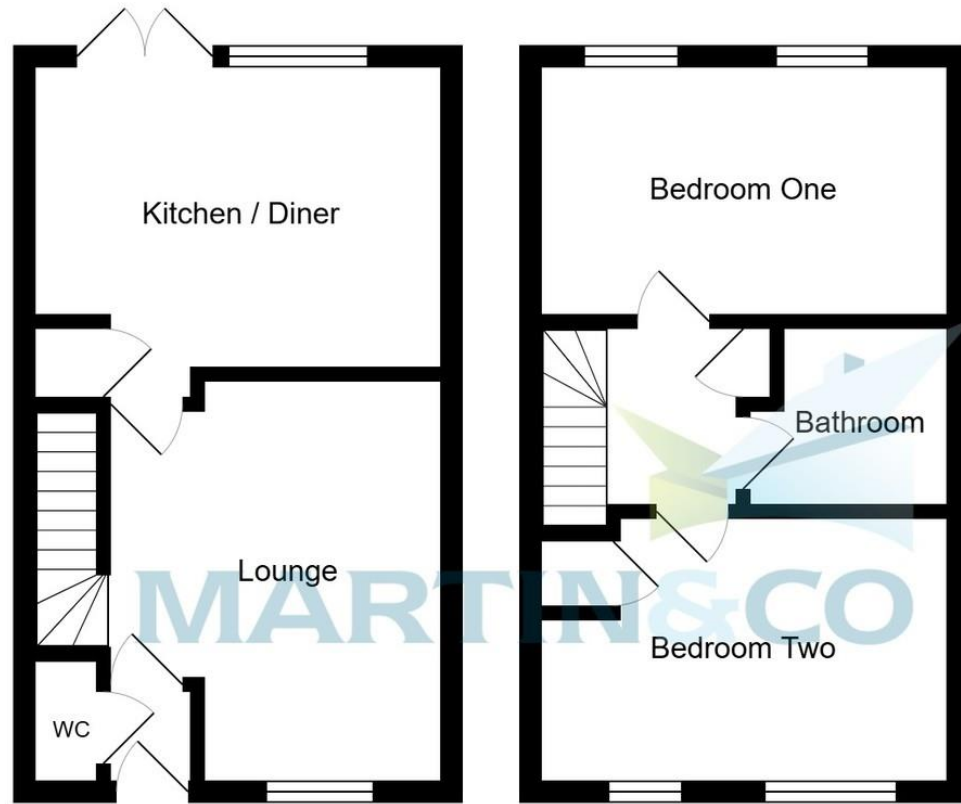 Kitchen / Diner
Lounge
WC
Bedroom One
Bathroom
Bedroom Two
MARTIN&CO